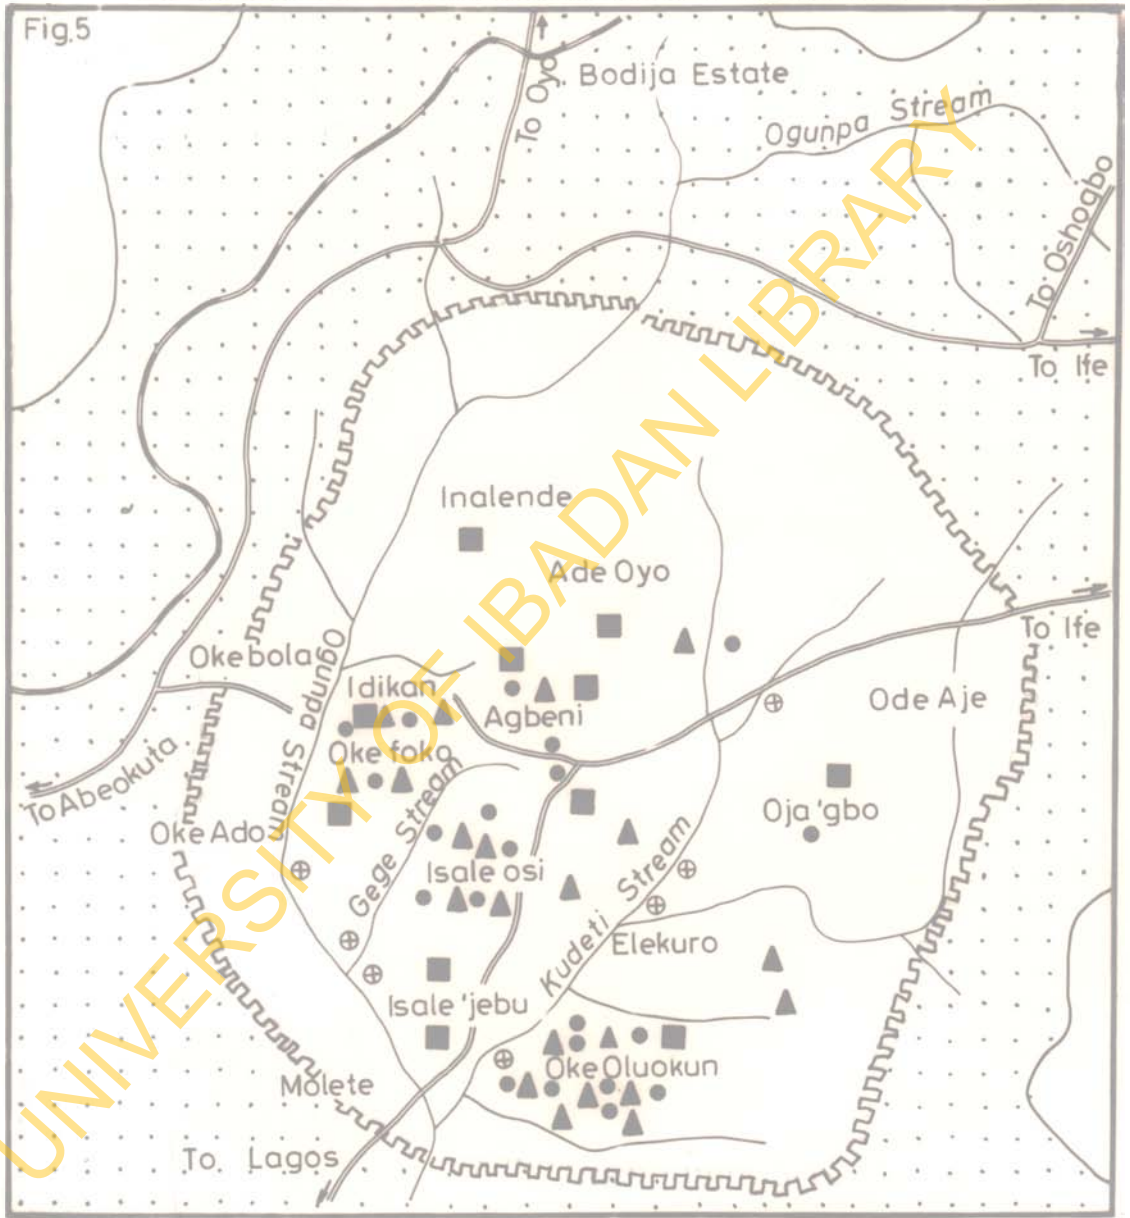 Fig.5
To Oyo
Bodija Estate
Ogunpa Stream
To Oshogbo
To Ife
Inalende
Ade Oyo
To Ife
Oke bola
Ogunpa Stream
Idikan
Agbeni
Ode Aje
Oke foko
To Abeokuta
Oke Ado
Gege Stream
Oja 'gbo
Isale osi
Kudeti Stream
Elekuro
Isale 'jebu
Oke Oluokun
Molete
To Lagos
UNIVERSITY OF IBADAN LIBRARY